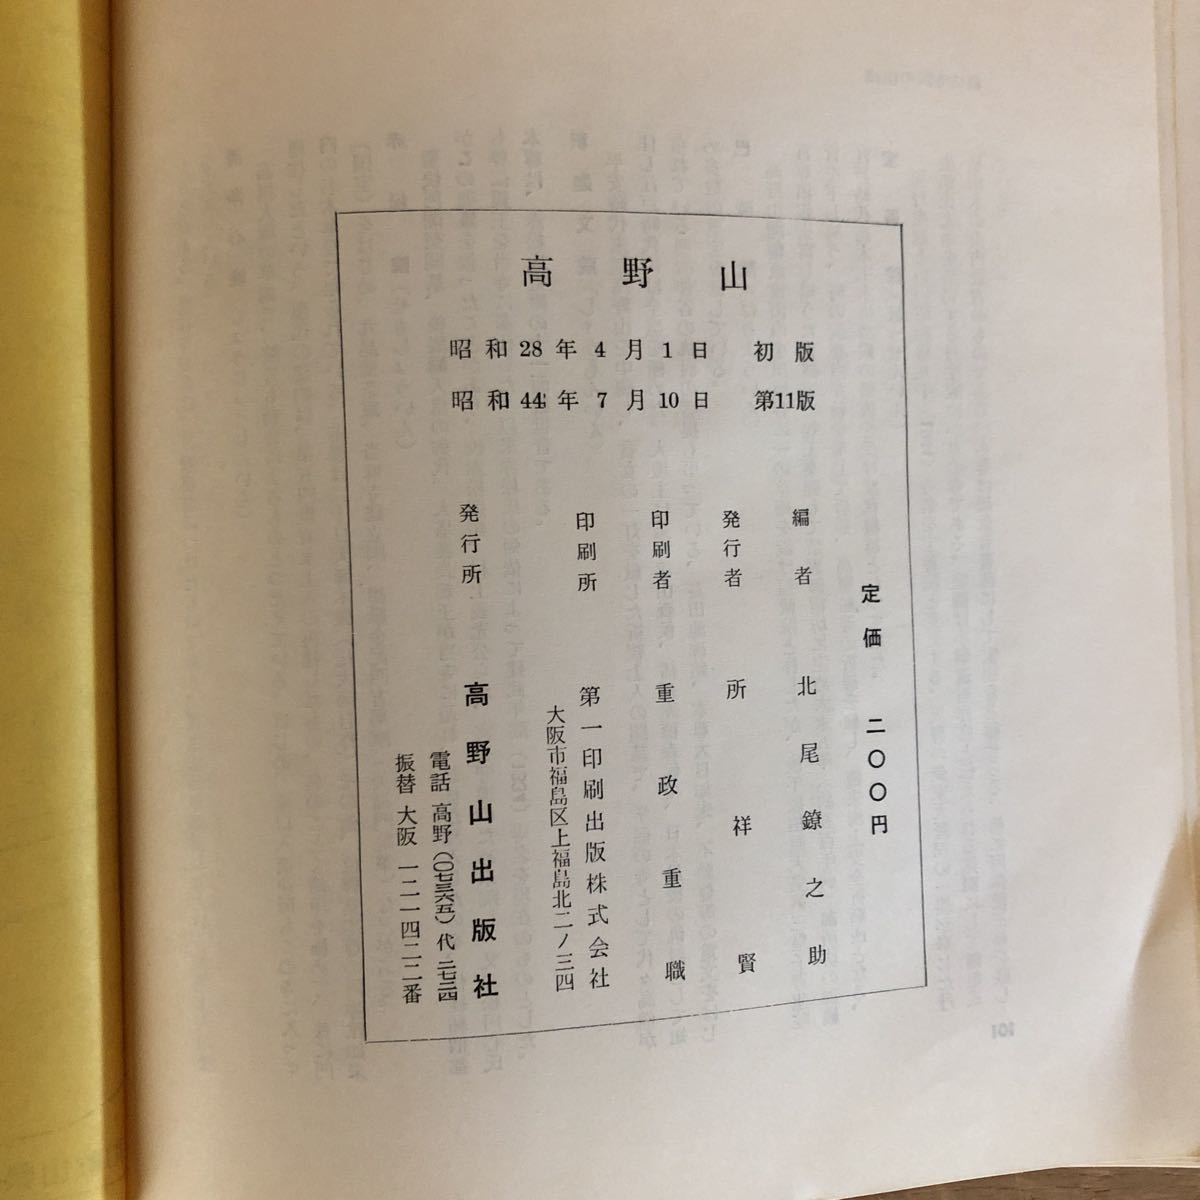 高野山
昭和28年4月1日 初版
昭和44年7月10日 第11版
定価 二〇〇円
編者 北尾鐐之助
発行者 所祥賢
印刷者 重政重職
印刷所 第一印刷出版株式会社
大阪市福島区上福島北二ノ三四
発行所 高野山出版社
電話 高野(〇七三六五)代 二七二四
振替 大阪 一二一四二二番